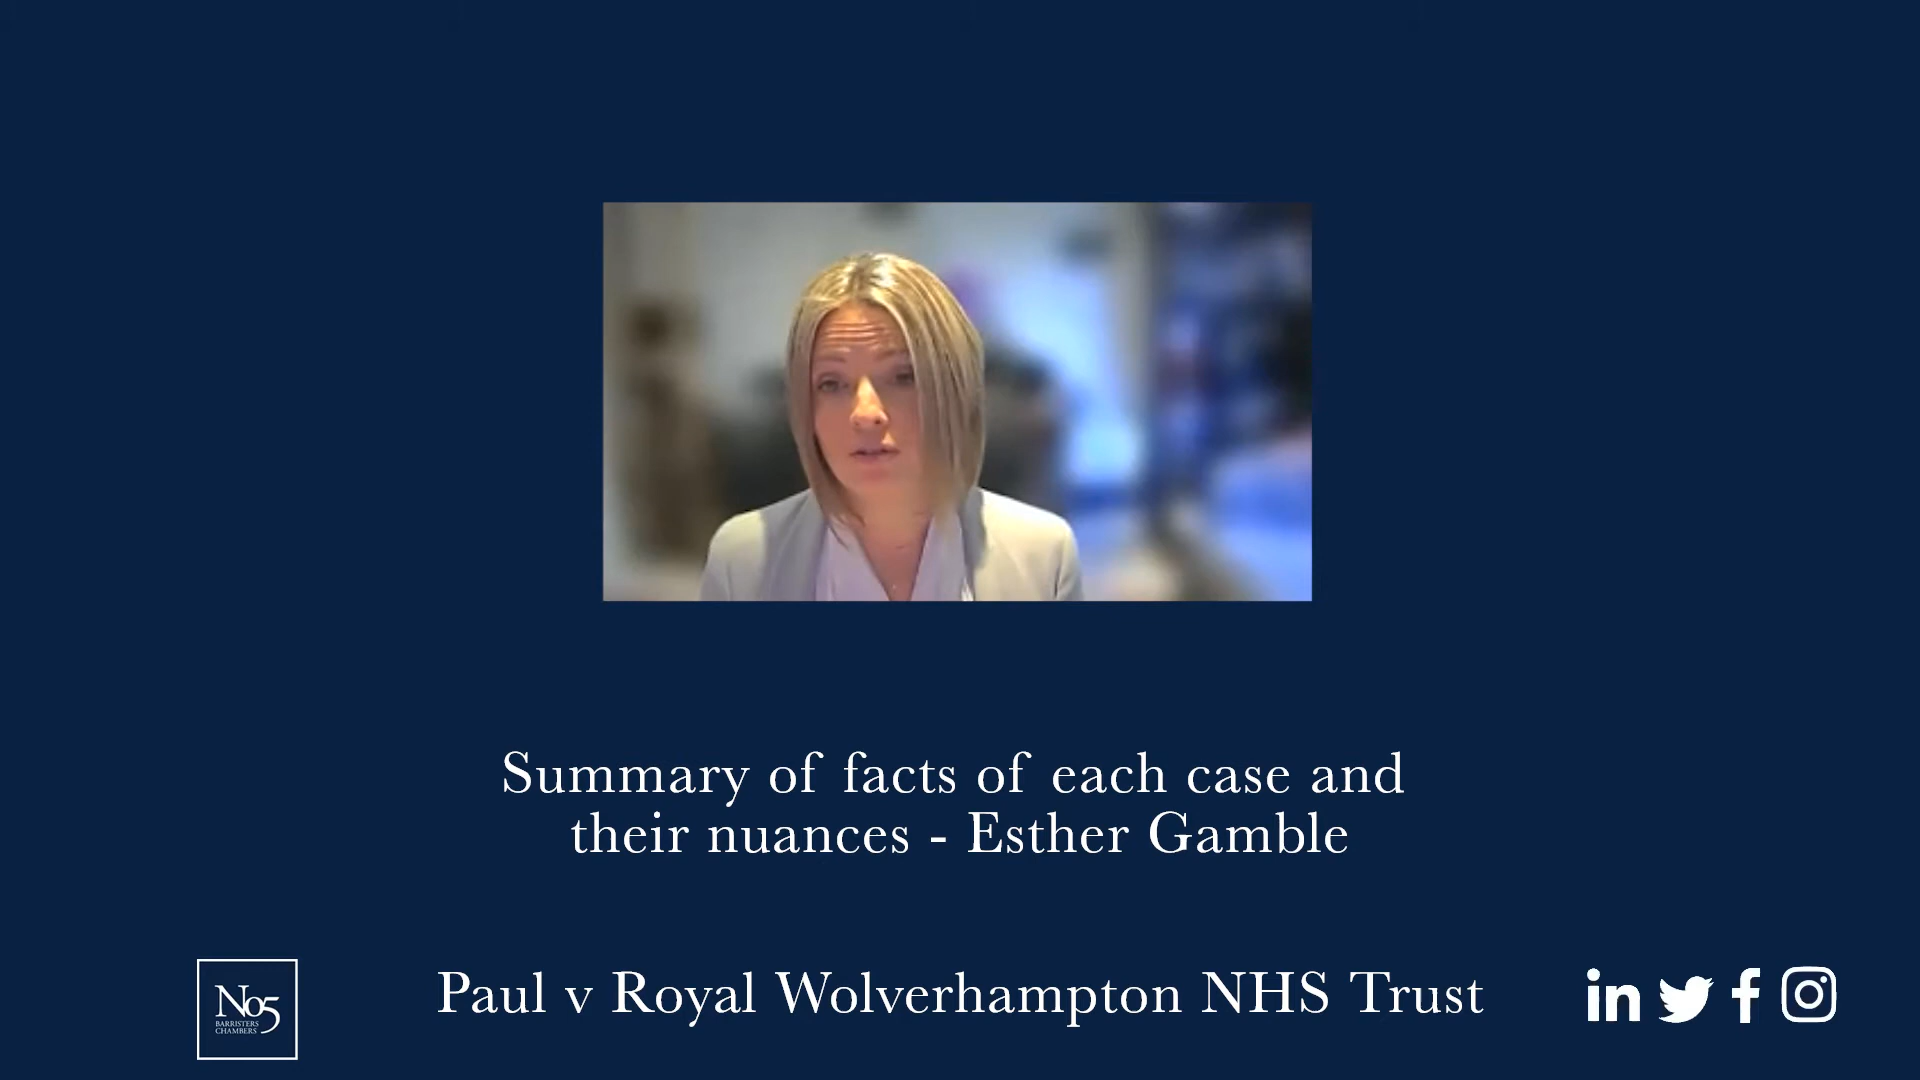 Summary of facts of each case and
their nuances - Esther Gamble
No5
BARRISTERS
CHAMBERS
Paul v Royal Wolverhampton NHS Trust